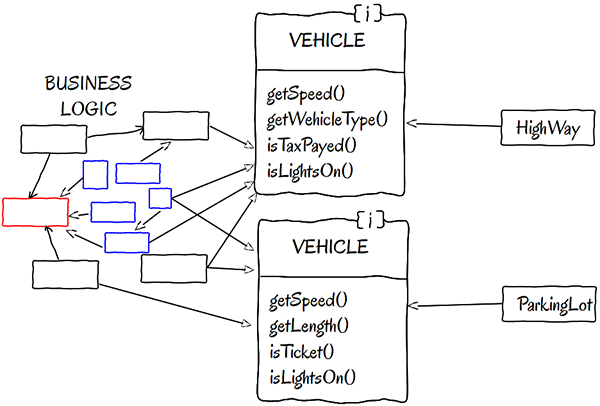 BUSINESS
LOGIC
{i}
VEHICLE
getSpeed()
getWehicleType()
isTaxPayed()
isLightsOn()
HighWay
{i}
VEHICLE
getSpeed()
getLength()
isTicket()
isLightsOn()
ParkingLot